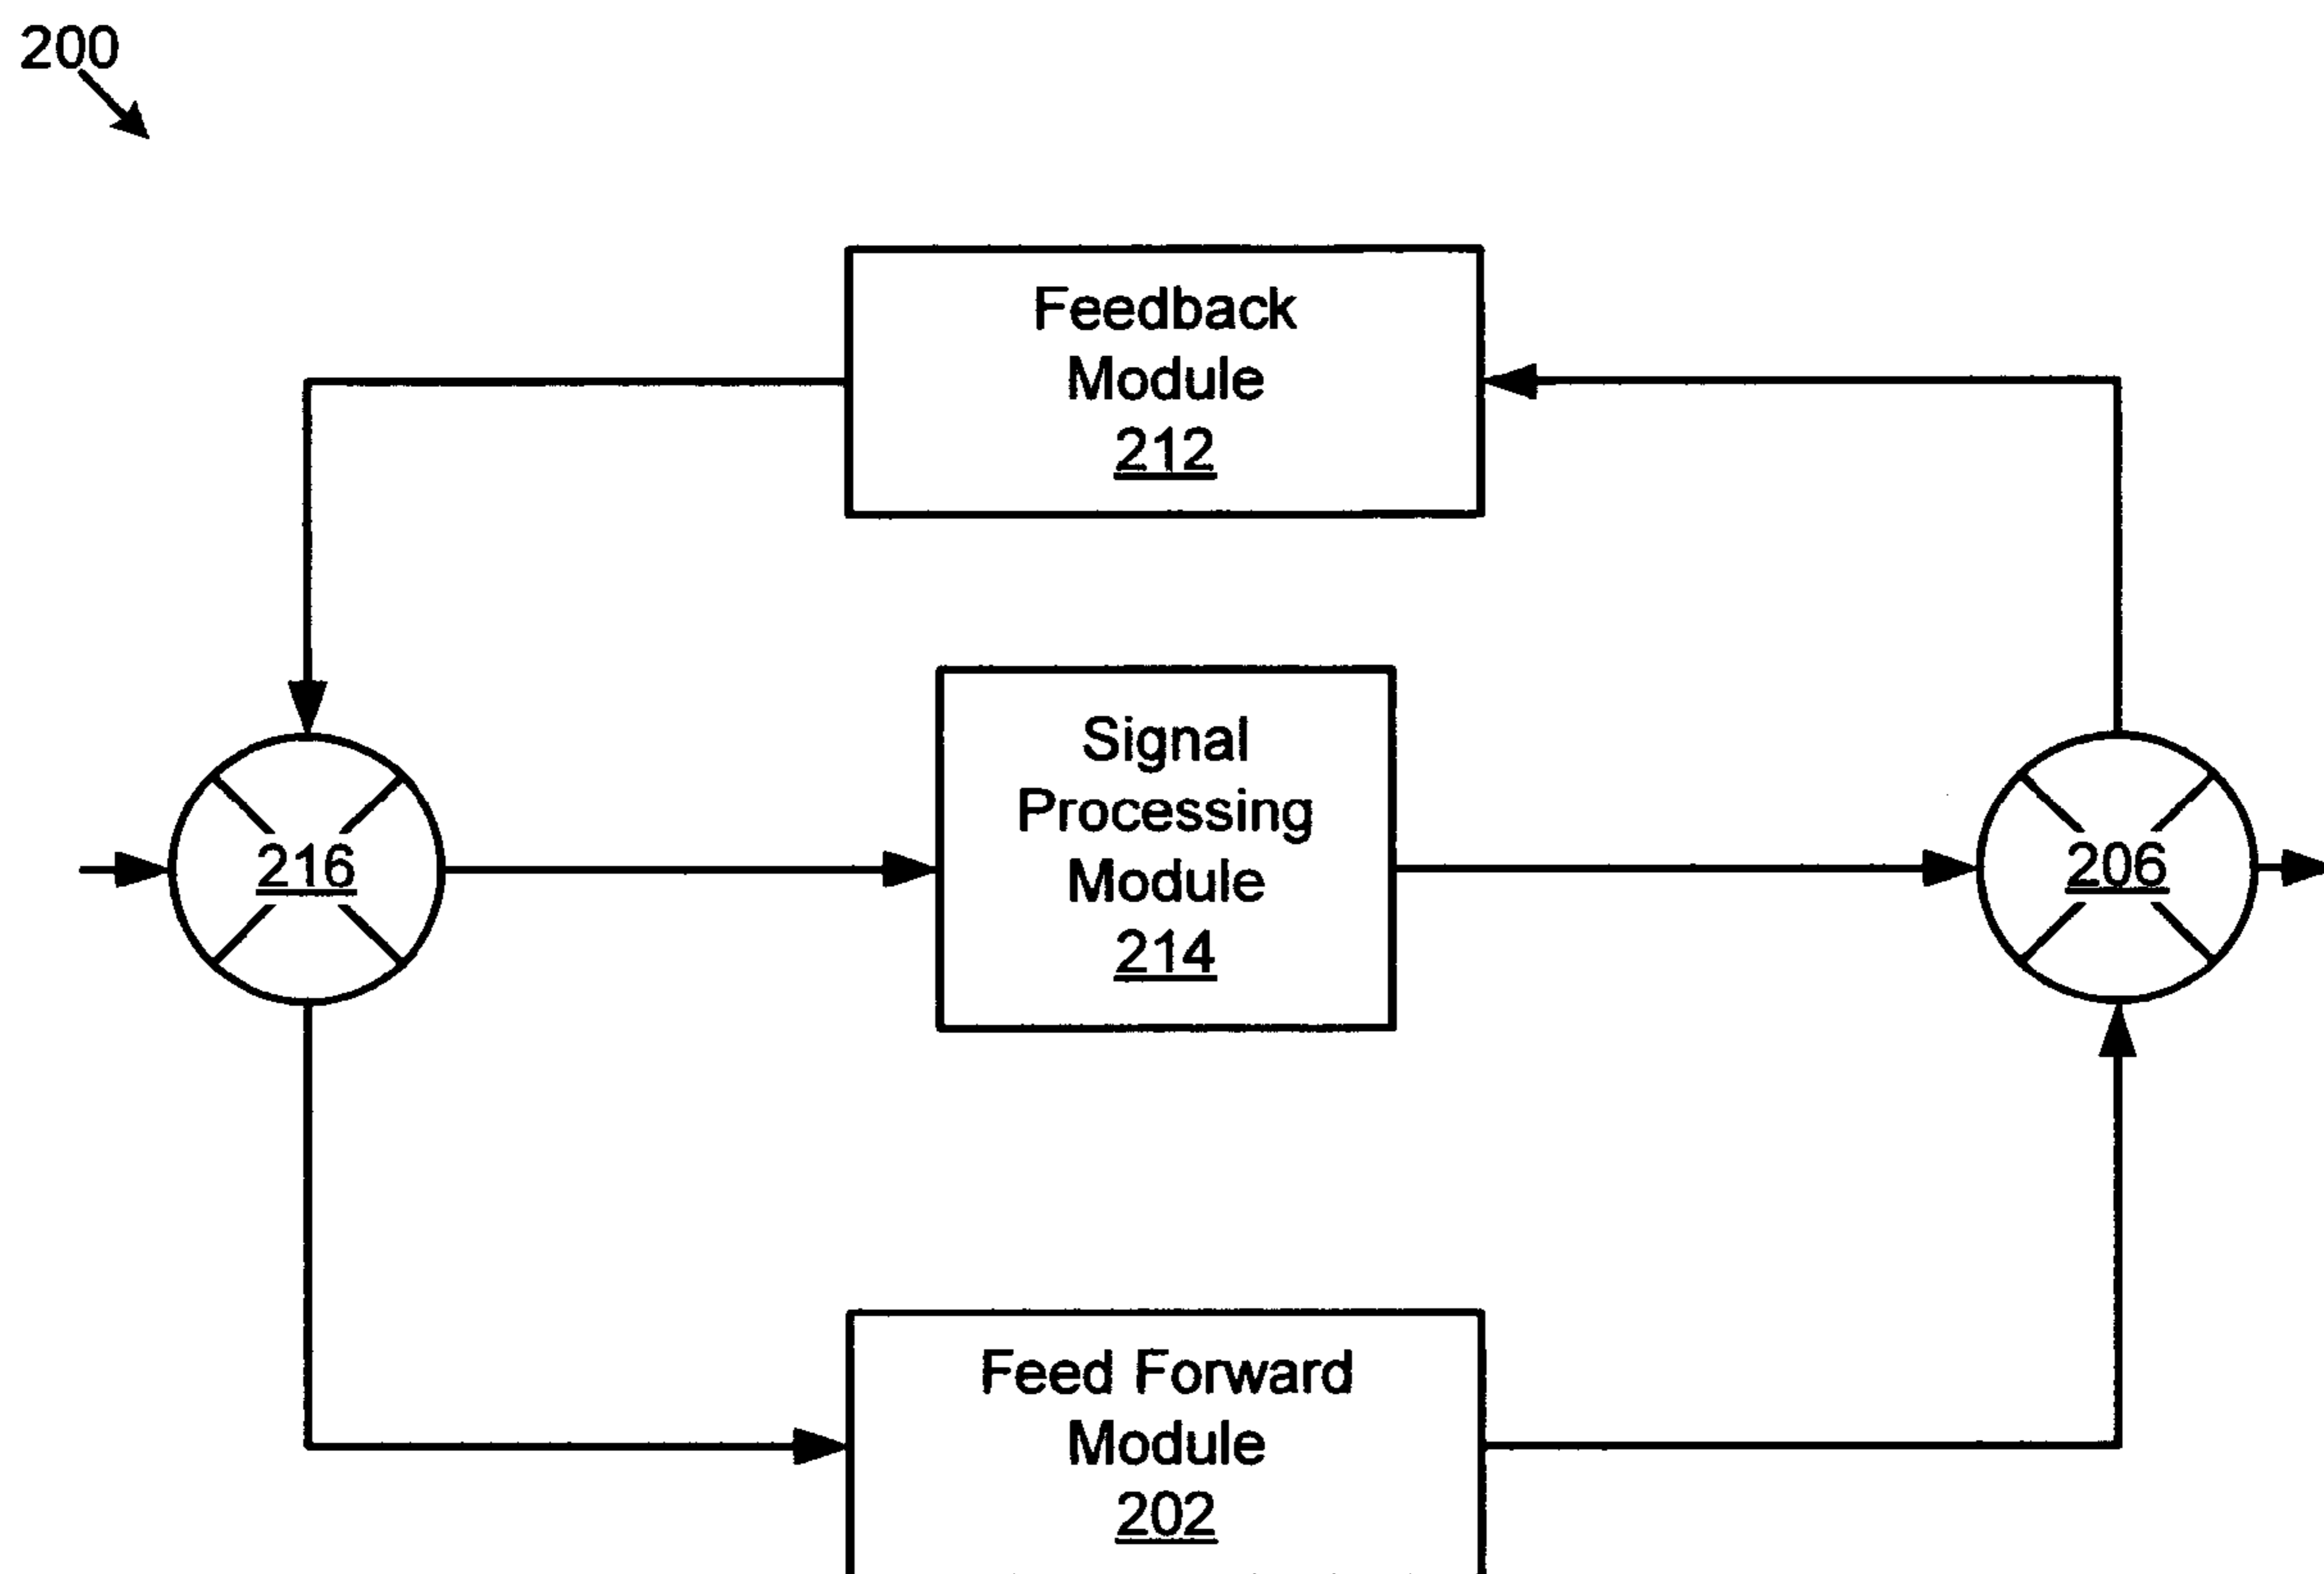 200
Feedback
Module
212
Signal
Processing
Module
214
216
206
Feed Forward
Module
202